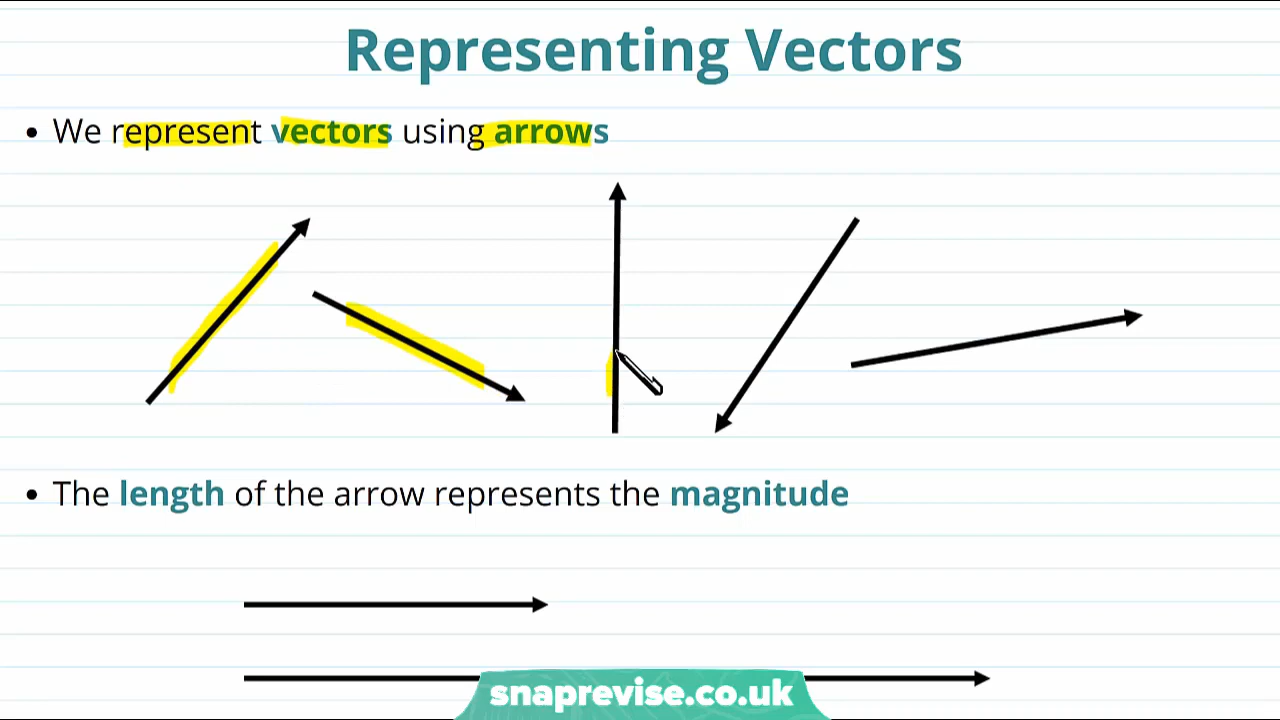 Representing Vectors
• We represent vectors using arrows
• The length of the arrow represents the magnitude
snaprevise.co.uk